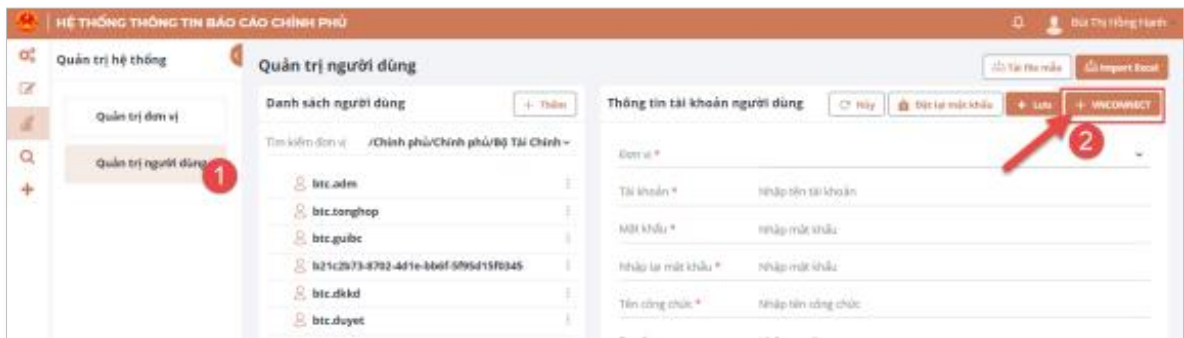 HỆ THỐNG THÔNG TIN BÁO CÁO CHÍNH PHỦ
Bùi Thị Hồng Hạnh
Quản trị hệ thống
Quản trị đơn vị
Quản trị người dùng
1
Quản trị người dùng
Tải file mẫu
Import Excel
Danh sách người dùng
+ Thêm
Tìm kiếm đơn vị
/Chính phủ/Chính phủ/Bộ Tài Chính
btc.adm
btc.tonghop
btc.guibc
b21c2b73-8702-4d1e-bb6f-5f95d15f0345
btc.dkkd
btc.duyet
Thông tin tài khoản người dùng
Hủy
Đặt lại mật khẩu
+ Lưu
+ VNCONNECT
2
Đơn vị *
Tài khoản * Nhập tên tài khoản
Mật khẩu * Nhập mật khẩu
Nhập lại mật khẩu * Nhập mật khẩu
Tên công chức * Nhập tên công chức